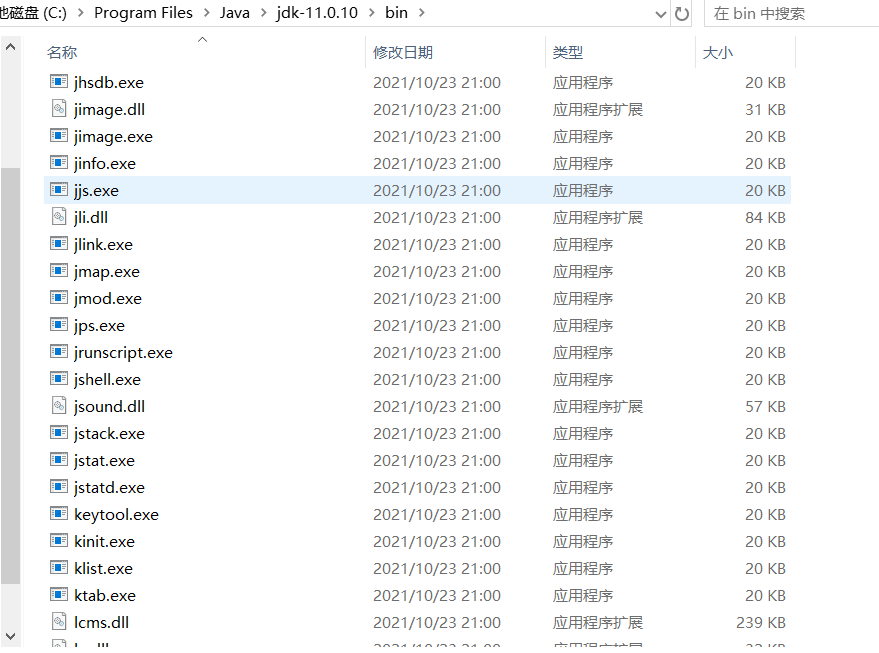 磁盘 (C:) > Program Files > Java > jdk-11.0.10 > bin > 在 bin 中搜索
名称 修改日期 类型 大小
jhsdb.exe 2021/10/23 21:00 应用程序 20 KB
jimage.dll 2021/10/23 21:00 应用程序扩展 31 KB
jimage.exe 2021/10/23 21:00 应用程序 20 KB
jinfo.exe 2021/10/23 21:00 应用程序 20 KB
jjs.exe 2021/10/23 21:00 应用程序 20 KB
jli.dll 2021/10/23 21:00 应用程序扩展 84 KB
jlink.exe 2021/10/23 21:00 应用程序 20 KB
jmap.exe 2021/10/23 21:00 应用程序 20 KB
jmod.exe 2021/10/23 21:00 应用程序 20 KB
jps.exe 2021/10/23 21:00 应用程序 20 KB
jrunscript.exe 2021/10/23 21:00 应用程序 20 KB
jshell.exe 2021/10/23 21:00 应用程序 20 KB
jsound.dll 2021/10/23 21:00 应用程序扩展 57 KB
jstack.exe 2021/10/23 21:00 应用程序 20 KB
jstat.exe 2021/10/23 21:00 应用程序 20 KB
jstatd.exe 2021/10/23 21:00 应用程序 20 KB
keytool.exe 2021/10/23 21:00 应用程序 20 KB
kinit.exe 2021/10/23 21:00 应用程序 20 KB
klist.exe 2021/10/23 21:00 应用程序 20 KB
ktab.exe 2021/10/23 21:00 应用程序 20 KB
lcms.dll 2021/10/23 21:00 应用程序扩展 239 KB